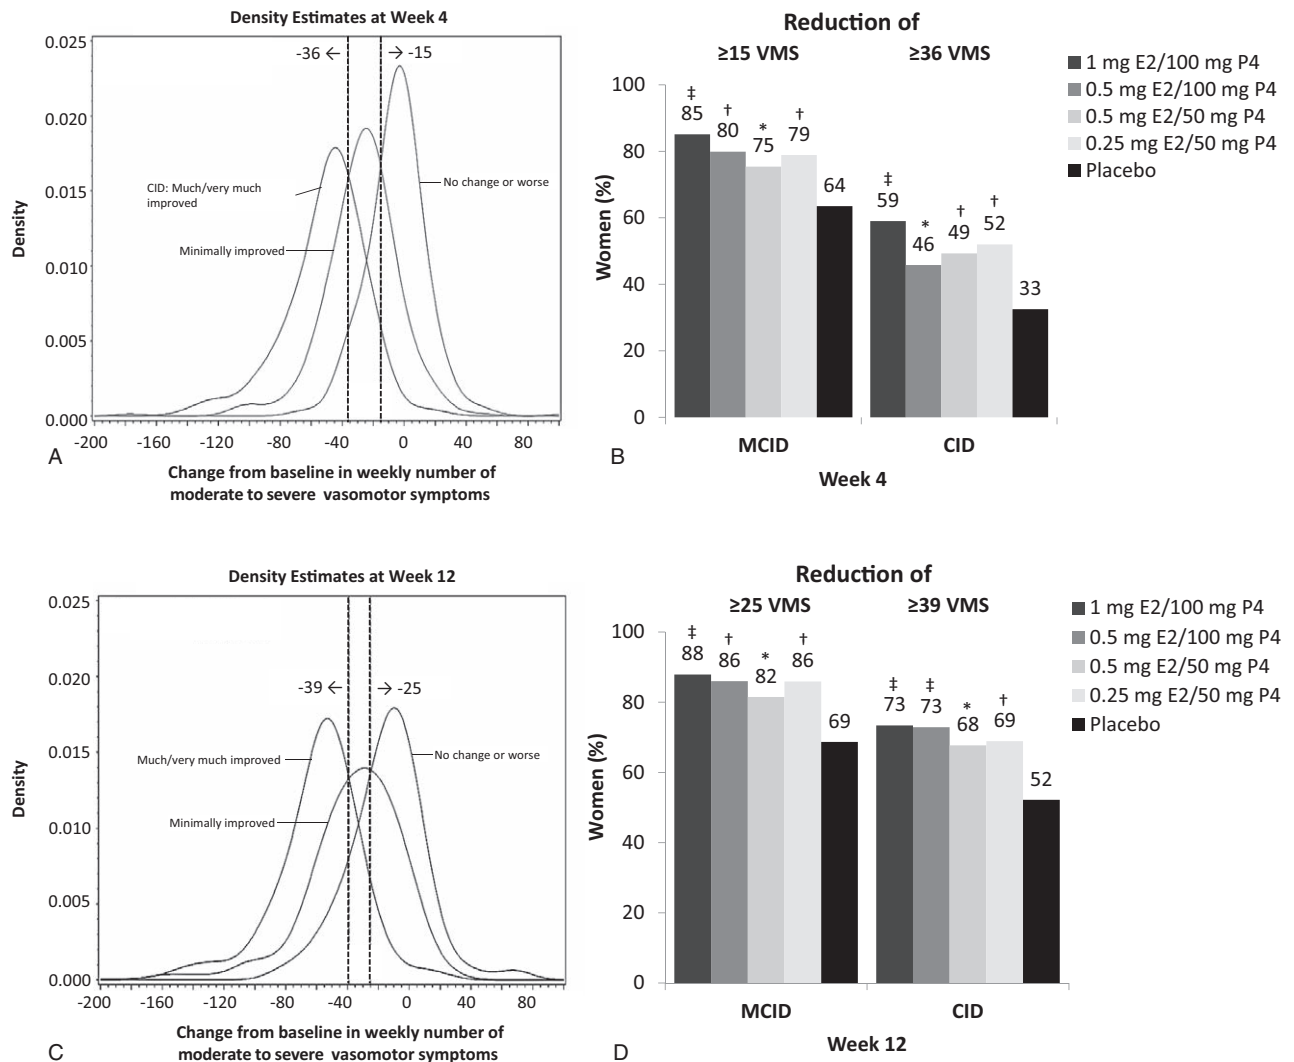 Density Estimates at Week 4
0.025
0.020
0.015
0.010
0.005
0.000
Density
-36 ←
→ -15
CID: Much/very much
improved
Minimally improved
No change or worse
-200 -160 -120 -80 -40 0 40 80
Change from baseline in weekly number of
moderate to severe vasomotor symptoms
A
Reduction of
≥15 VMS ≥36 VMS
100
80
60
40
20
0
Women (%)
‡ † * † ‡ * † †
85 80 75 79 64 59 46 49 52 33
MCID CID
Week 4
B
1 mg E2/100 mg P4
0.5 mg E2/100 mg P4
0.5 mg E2/50 mg P4
0.25 mg E2/50 mg P4
Placebo
Density Estimates at Week 12
0.025
0.020
0.015
0.010
0.005
0.000
Density
-39 ←
→ -25
Much/very much improved
Minimally improved
No change or worse
-200 -160 -120 -80 -40 0 40 80
Change from baseline in weekly number of
moderate to severe vasomotor symptoms
C
Reduction of
≥25 VMS ≥39 VMS
100
80
60
40
20
0
Women (%)
‡ † * † ‡ ‡ * †
88 86 82 86 69 73 73 68 69 52
MCID CID
Week 12
D
1 mg E2/100 mg P4
0.5 mg E2/100 mg P4
0.5 mg E2/50 mg P4
0.25 mg E2/50 mg P4
Placebo